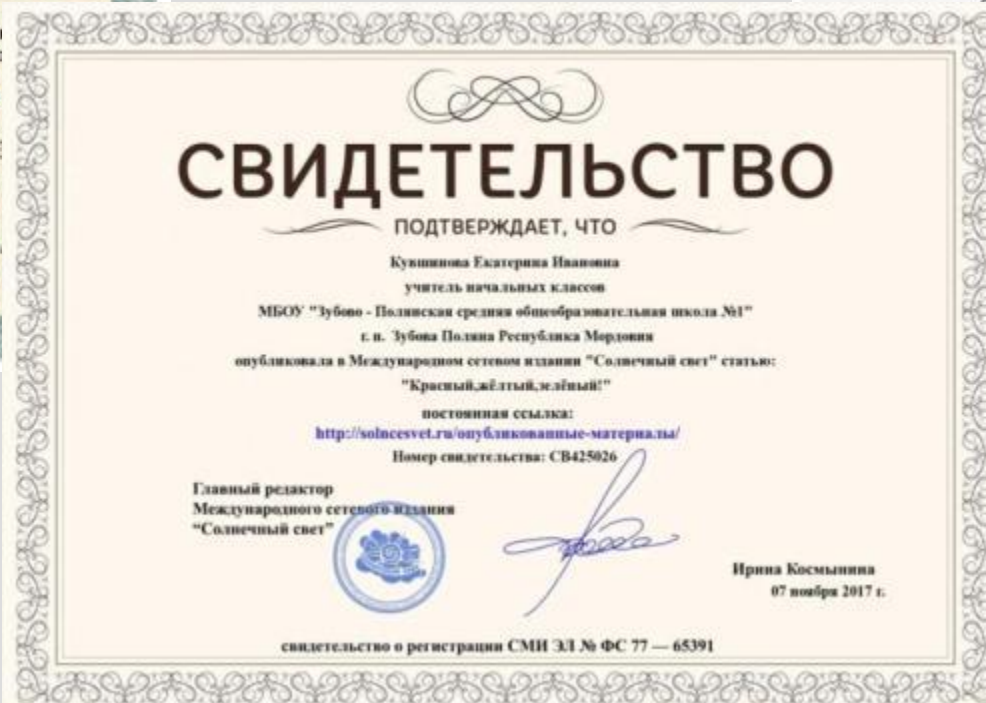 СВИДЕТЕЛЬСТВО
ПОДТВЕРЖДАЕТ, ЧТО
Кувшинова Екатерина Ивановна
учитель начальных классов
МБОУ "Зубово - Полянская средняя общеобразовательная школа №1"
г. п. Зубова Поляна Республика Мордовия
опубликовала в Международном сетевом издании "Солнечный свет" статью:
"Красный,жёлтый,зелёный!"
постоянная ссылка:
http://solncesvet.ru/опубликованные-материалы/
Номер свидетельства: СВ425026
Главный редактор
Международного сетевого издания
“Солнечный свет”
Ирина Космынина
07 ноября 2017 г.
свидетельство о регистрации СМИ ЭЛ № ФС 77 — 65391